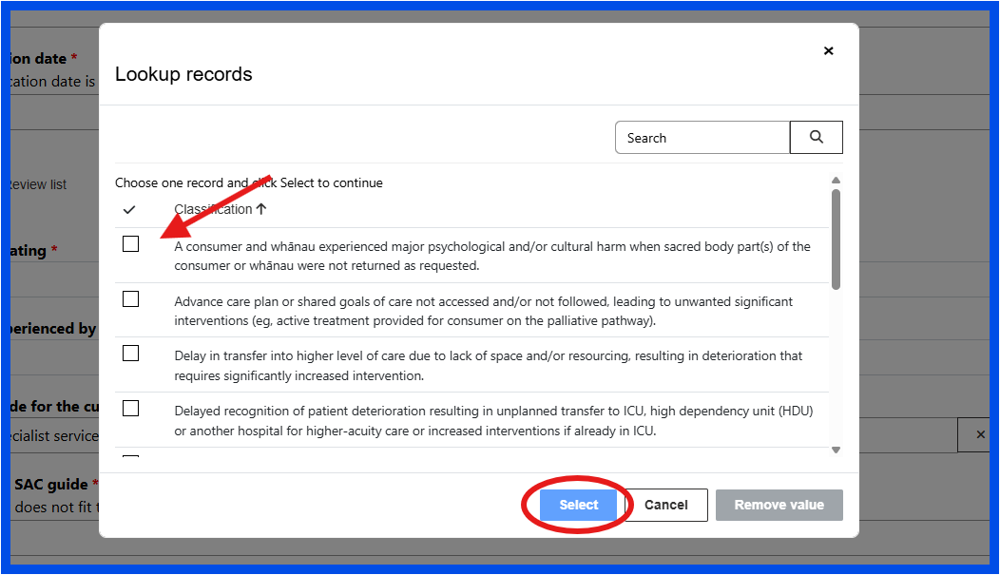 Lookup records
×
Search
Choose one record and click Select to continue
Classification ↑
A consumer and whānau experienced major psychological and/or cultural harm when sacred body part(s) of the
consumer or whānau were not returned as requested.
Advance care plan or shared goals of care not accessed and/or not followed, leading to unwanted significant
interventions (eg, active treatment provided for consumer on the palliative pathway).
Delay in transfer into higher level of care due to lack of space and/or resourcing, resulting in deterioration that
requires significantly increased intervention.
Delayed recognition of patient deterioration resulting in unplanned transfer to ICU, high dependency unit (HDU)
or another hospital for higher-acuity care or increased interventions if already in ICU.
Select Cancel Remove value
ion date *
cation date is
Review list
ating *
perienced by
de for the cu
ecialist service
×
SAC guide *
does not fit t